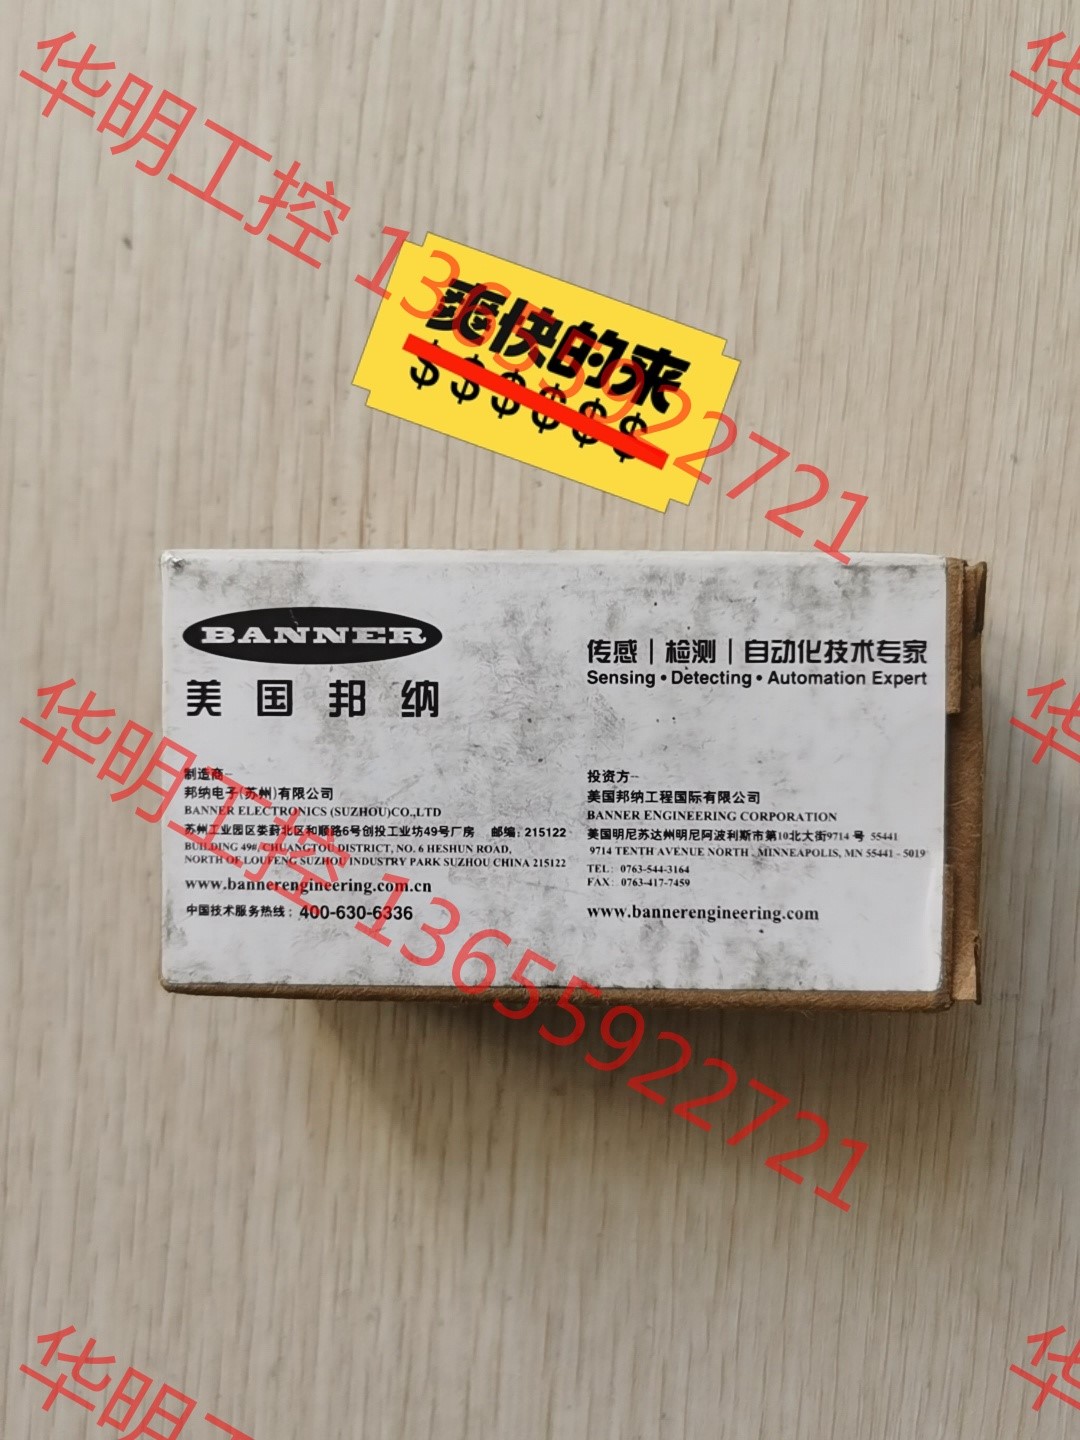 华明工控 13655922721
爽快的来
$$$$$$
BANNER
美国邦纳
传感|检测|自动化技术专家
Sensing•Detecting•Automation Expert
制造商—
邦纳电子(苏州)有限公司
BANNER ELECTRONICS (SUZHOU)CO.,LTD
苏州工业园区娄葑北区和顺路6号创投工业坊49号厂房 邮编: 215122
BUILDING 49#,CHUANGTOU DISTRICT, NO. 6 HESHUN ROAD,
NORTH OF LOUFENG SUZHOU INDUSTRY PARK SUZHOU CHINA 215122
www.bannerengineering.com.cn
中国技术服务热线: 400-630-6336
投资方—
美国邦纳工程国际有限公司
BANNER ENGINEERING CORPORATION
美国明尼苏达州明尼阿波利斯市第10北大街9714 号 55441
9714 TENTH AVENUE NORTH . MINNEAPOLIS, MN 55441 - 5019
TEL: 0763-544-3164
FAX: 0763-417-7459
www.bannerengineering.com
华明工控 13655922721
华明工控
华
华
华